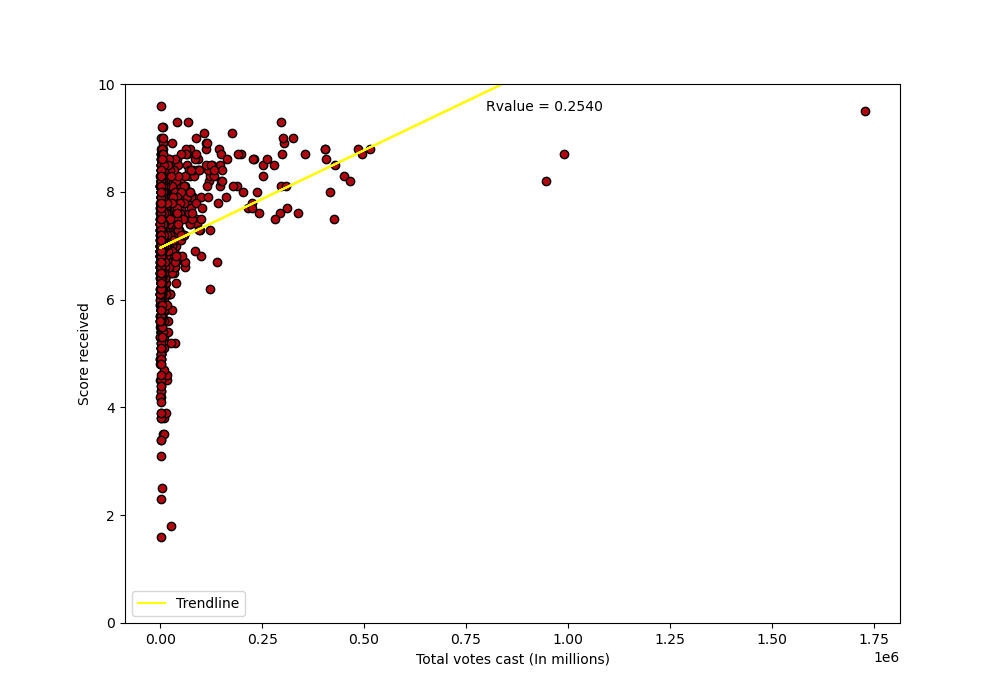 10
Rvalue = 0.2540
8
6
4
2
0
Score received
Trendline
0.00 0.25 0.50 0.75 1.00 1.25 1.50 1.75
1e6
Total votes cast (In millions)